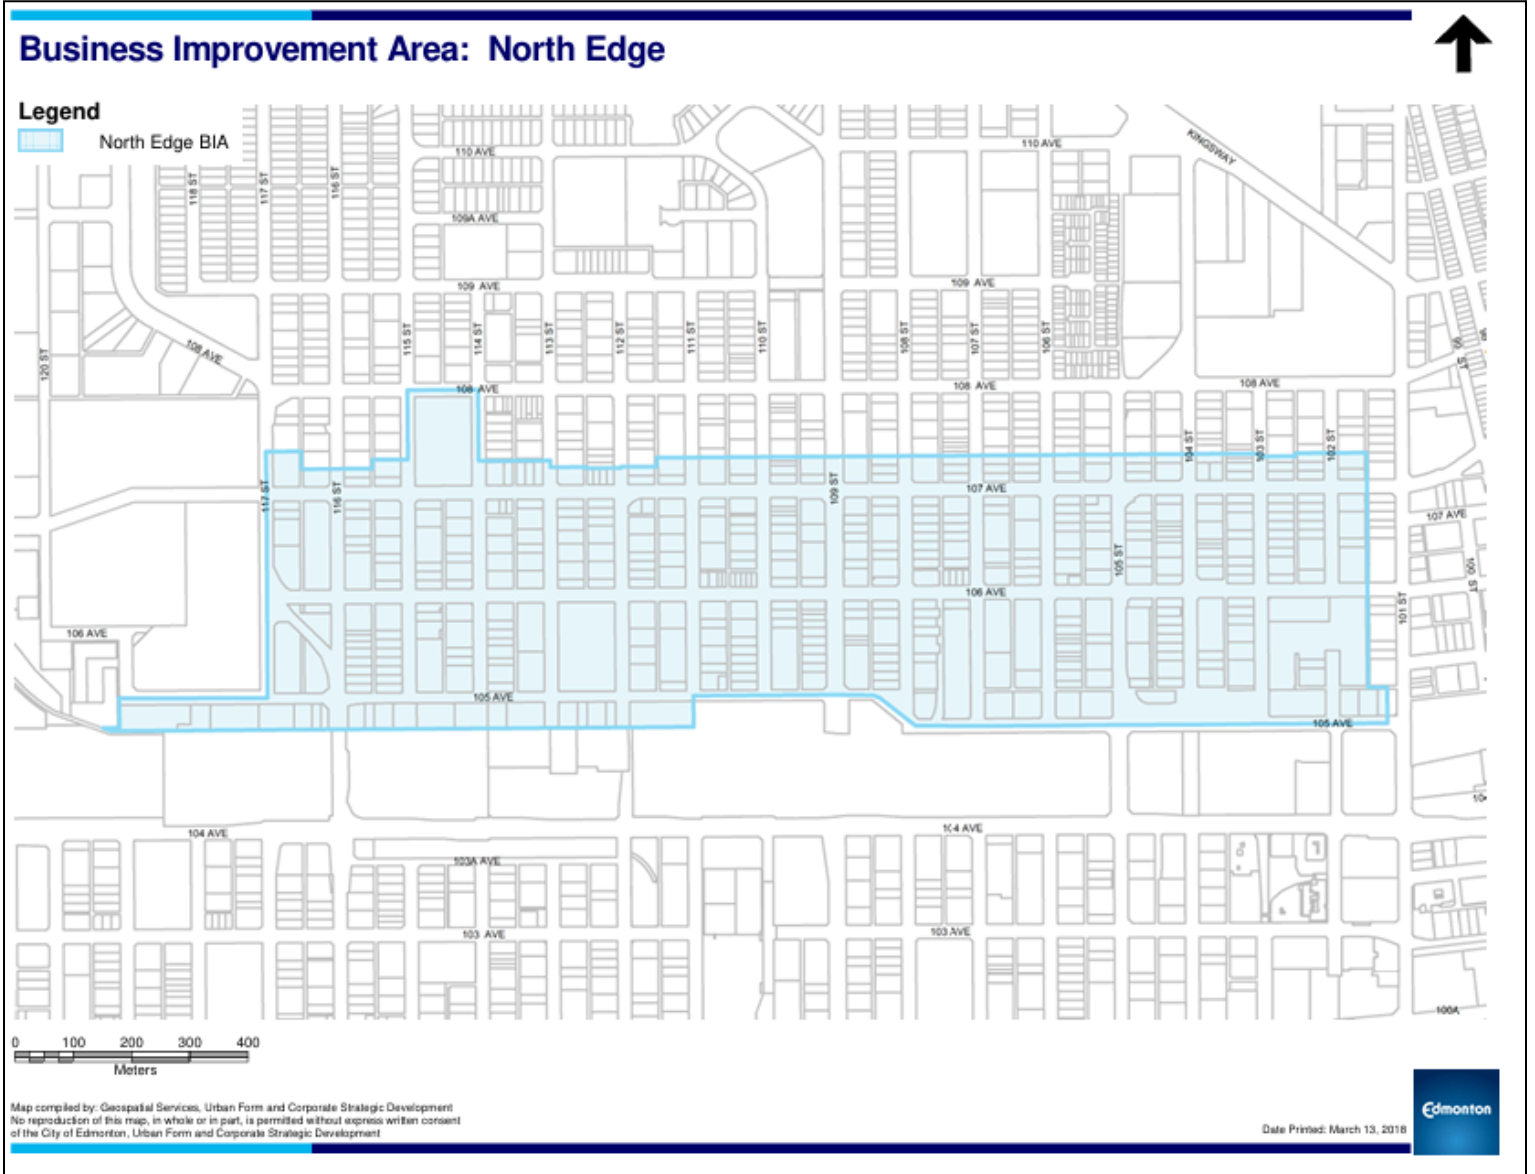 Business Improvement Area: North Edge
Legend
North Edge BIA
KINGSWAY
110 AVE
110 AVE
118 ST
117 ST
116 ST
109A AVE
109 AVE
109 AVE
115 ST
114 ST
113 ST
112 ST
111 ST
110 ST
108 ST
107 ST
106 ST
120 ST
108 AVE
108 AVE
108 AVE
108 AVE
104 ST
103 ST
102 ST
117 ST
116 ST
109 ST
107 AVE
107 AVE
105 ST
100 ST
106 AVE
101 ST
106 AVE
105 AVE
105 AVE
104 AVE
104 AVE
103A AVE
103 AVE
103 AVE
100A
0 100 200 300 400
Meters
Map compiled by: Geospatial Services, Urban Form and Corporate Strategic Development
No reproduction of this map, in whole or in part, is permitted without express written consent
of the City of Edmonton, Urban Form and Corporate Strategic Development
Date Printed: March 13, 2018
Edmonton